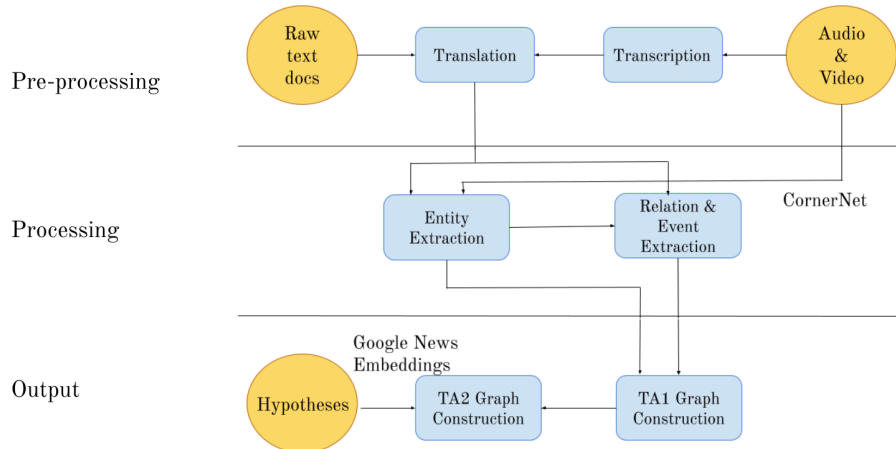 Pre-processing
Raw
text
docs
Translation
Transcription
Audio
&
Video
Processing
Entity
Extraction
Relation &
Event
Extraction
CornerNet
Output
Google News
Embeddings
Hypotheses
TA2 Graph
Construction
TA1 Graph
Construction